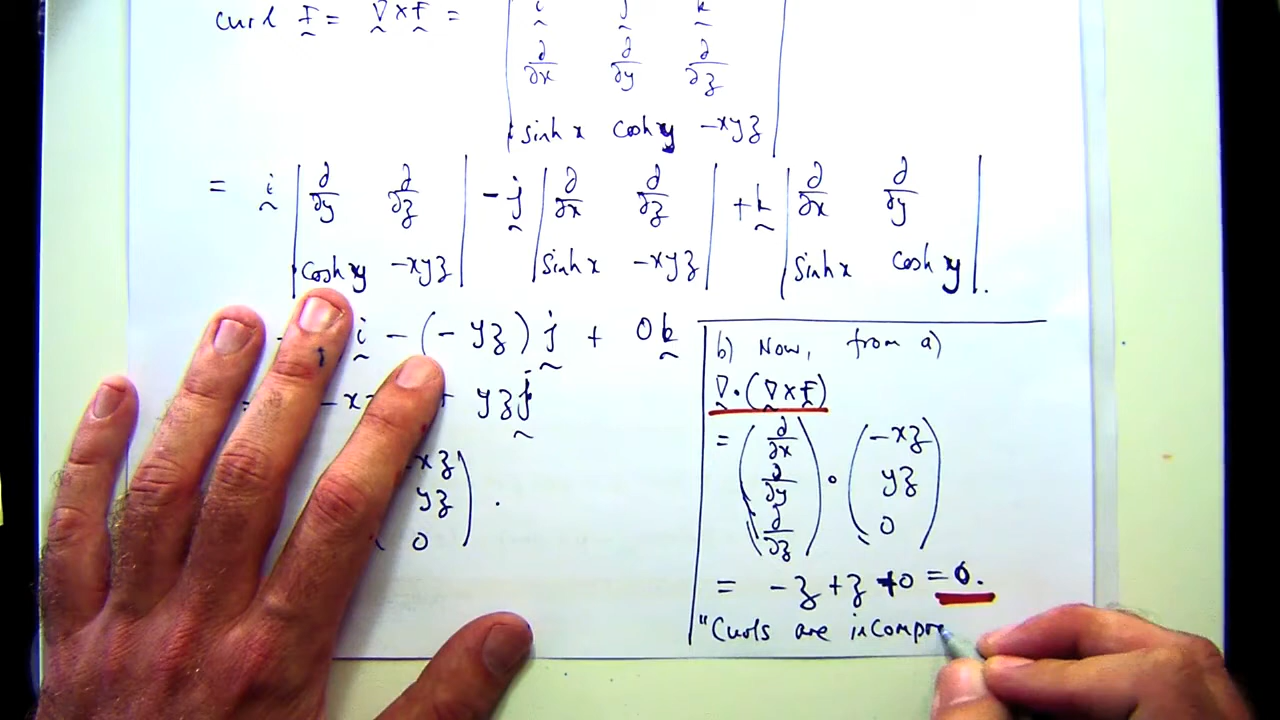 curl F = ∇ × F = | i j k |
| ∂/∂x ∂/∂y ∂/∂z |
| sinh x cosh y -xyz |
= i | ∂/∂y ∂/∂z | - j | ∂/∂x ∂/∂z | + k | ∂/∂x ∂/∂y |
| cosh y -xyz | | sinh x -xyz | | sinh x cosh y | .
i - (- yz) j + 0 k
yz j
xz
yz .
0
b) Now, from a)
∇ · (∇ × F)
= ( ∂/∂x ) · ( -xz )
( ∂/∂y ) ( yz )
( ∂/∂z ) ( 0 )
= - z + z + 0 = 0.
"Curls are incompre